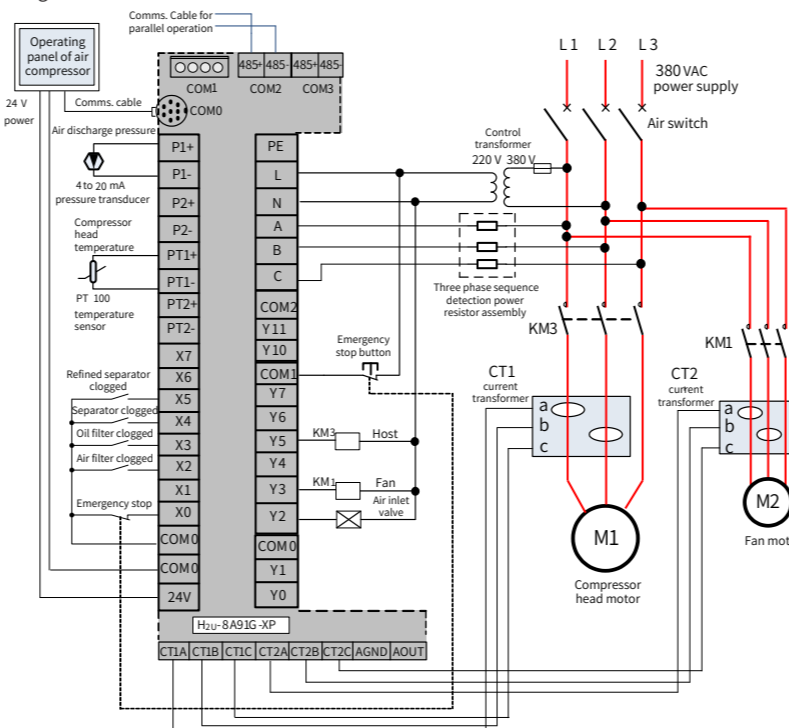 Comms. Cable for
parallel operation
Operating
panel of air
compressor
24 V
power
Comms. cable
485+ 485- 485+ 485-
COM1
COM2
COM3
COM0
L1
L2
L3
380 VAC
power supply
Air switch
Control
transformer
220 V 380 V
Air discharge pressure
4 to 20 mA
pressure transducer
Compressor
head
temperature
PT 100
temperature
sensor
P1+
P1-
P2+
P2-
PT1+
PT1-
PT2+
PT2-
X7
X6
X5
X4
X3
X2
X1
X0
COM0
COM0
24V
PE
L
N
A
B
C
COM2
Y11
Y10
COM1
Y7
Y6
Y5
Y4
Y3
Y2
COM0
Y1
Y0
Three phase sequence
detection power
resistor assembly
Emergency
stop button
Refined separator
clogged
Separator clogged
Oil filter clogged
Air filter clogged
Emergency stop
KM3
Host
KM1
Fan
Air inlet
valve
KM3
KM1
CT1
current
transformer
a
b
c
CT2
current
transformer
a
b
c
M1
Compressor
head motor
M2
Fan mot
H2U-8A91G-XP
CT1A CT1B CT1C CT2A CT2B CT2C AGND AOUT